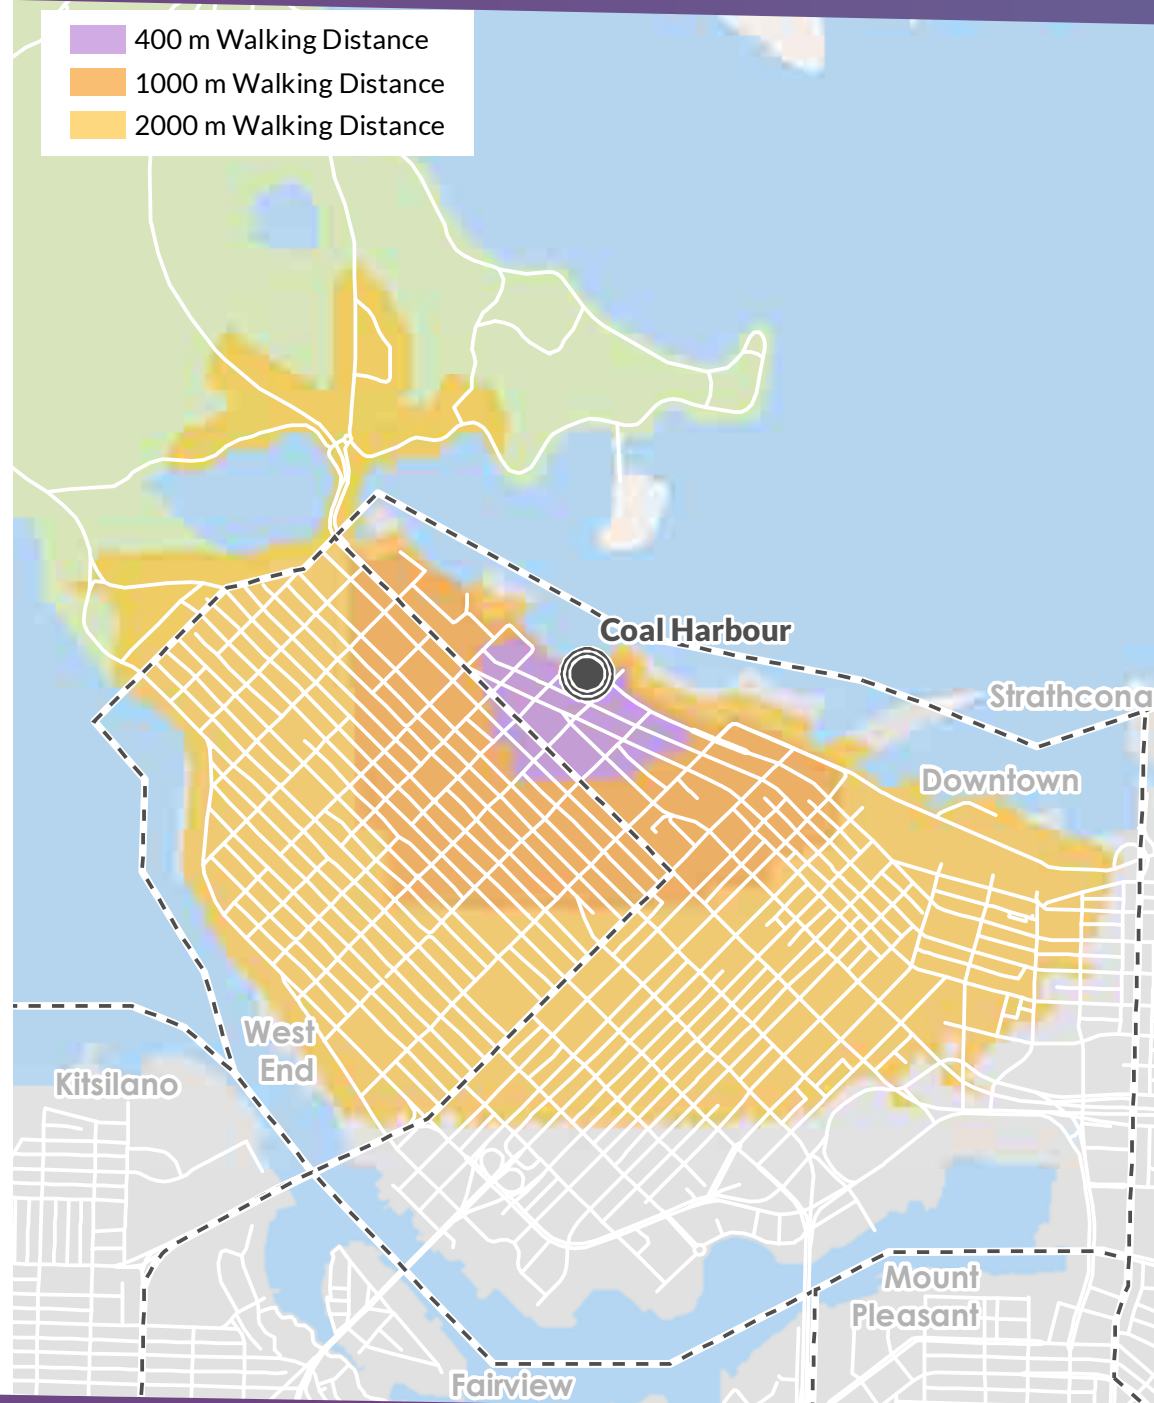 400 m Walking Distance
1000 m Walking Distance
2000 m Walking Distance
Coal Harbour
Strathcona
Downtown
West
End
Kitsilano
Mount
Pleasant
Fairview